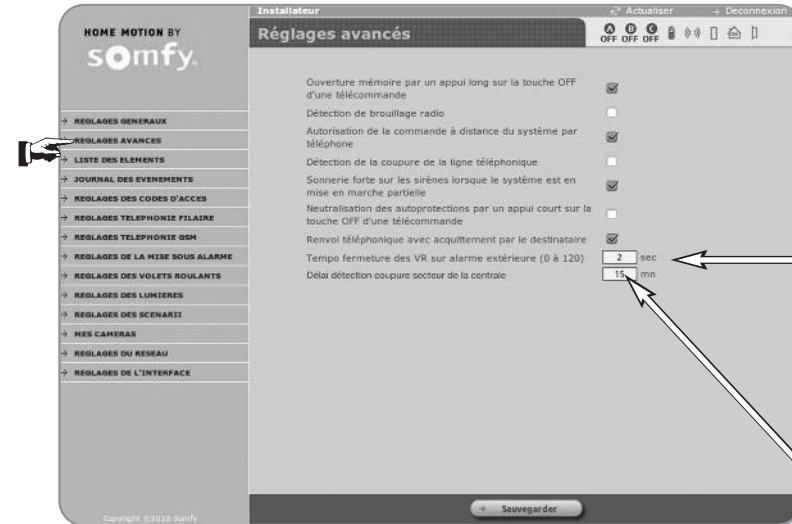 Installateur
Actualiser
Deconnexion
HOME MOTION BY
somfy.
Réglages avancés
A B C
OFF OFF OFF
REGLAGES GENERAUX
REGLAGES AVANCES
LISTE DES ELEMENTS
JOURNAL DES EVENEMENTS
REGLAGES DES CODES D'ACCES
REGLAGES TELEPHONIE FILAIRE
REGLAGES TELEPHONIE GSM
REGLAGES DE LA MISE SOUS ALARME
REGLAGES DES VOLETS ROULANTS
REGLAGES DES LUMIERES
REGLAGES DES SCENARII
MES CAMERAS
REGLAGES DU RESEAU
REGLAGES DE L'INTERFACE
Ouverture mémoire par un appui long sur la touche OFF
d'une télécommande
Détection de brouillage radio
Autorisation de la commande à distance du système par
téléphone
Détection de la coupure de la ligne téléphonique
Sonnerie forte sur les sirènes lorsque le système est en
mise en marche partielle
Neutralisation des autoprotections par un appui court sur la
touche OFF d'une télécommande
Renvoi téléphonique avec acquittement par le destinataire
Tempo fermeture des VR sur alarme extérieure (0 à 120) 2 sec
Délai détection coupure secteur de la centrale 15 mn
Sauvegarder
Copyright ©2010 Somfy